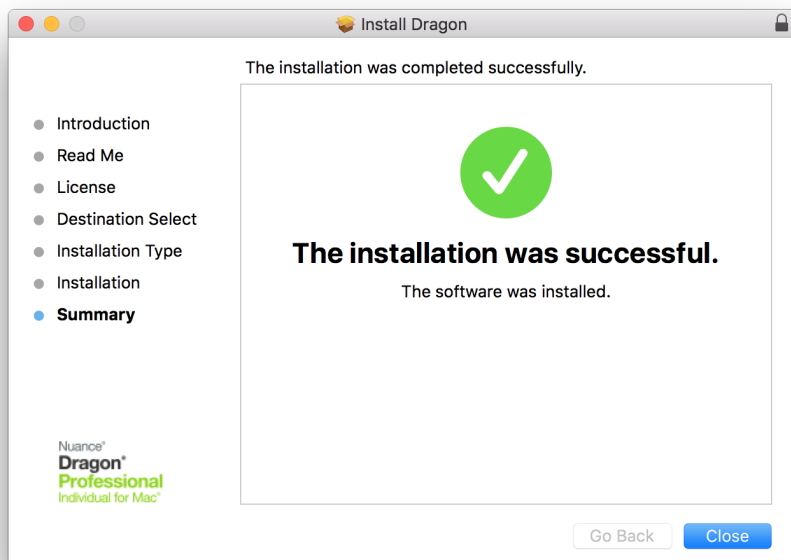 Install Dragon
The installation was completed successfully.
Introduction
Read Me
License
Destination Select
Installation Type
Installation
Summary
The installation was successful.
The software was installed.
Nuance®
Dragon®
Professional
Individual for Mac®
Go Back
Close